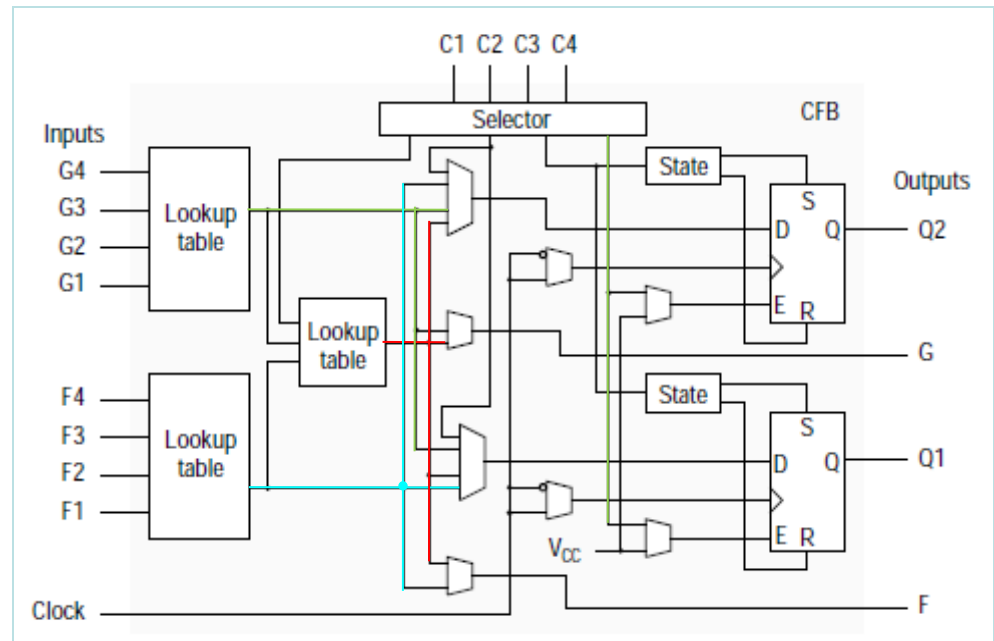 C1 C2 C3 C4
Selector
CFB
Inputs
G4
G3
G2
G1
Lookup
table
State
S
D
Q
E
R
Outputs
Q2
Lookup
table
G
F4
F3
F2
F1
Lookup
table
State
S
D
Q
E
R
Q1
VCC
Clock
F